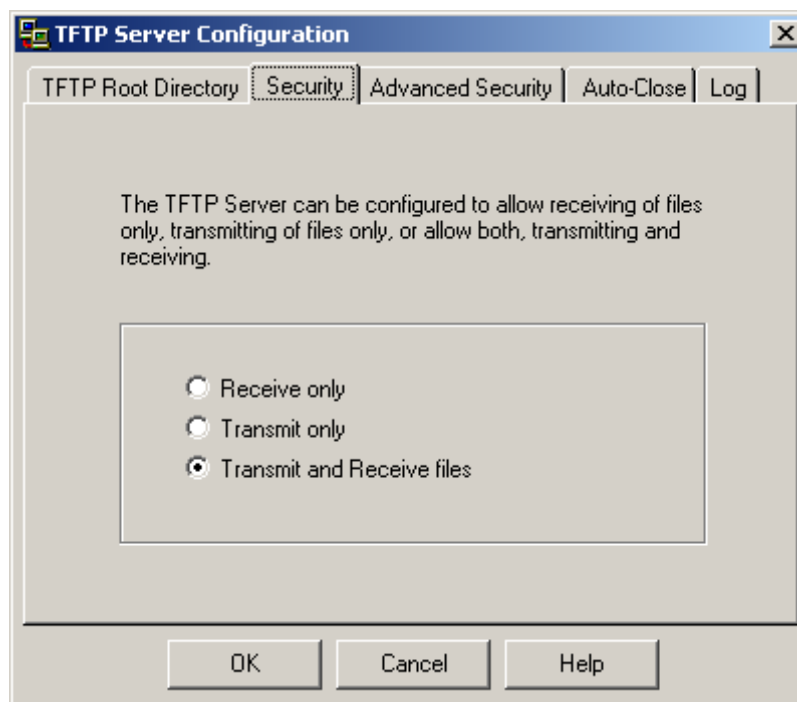 TFTP Server Configuration
TFTP Root Directory Security Advanced Security Auto-Close Log
The TFTP Server can be configured to allow receiving of files
only, transmitting of files only, or allow both, transmitting and
receiving.
Receive only
Transmit only
Transmit and Receive files
OK Cancel Help